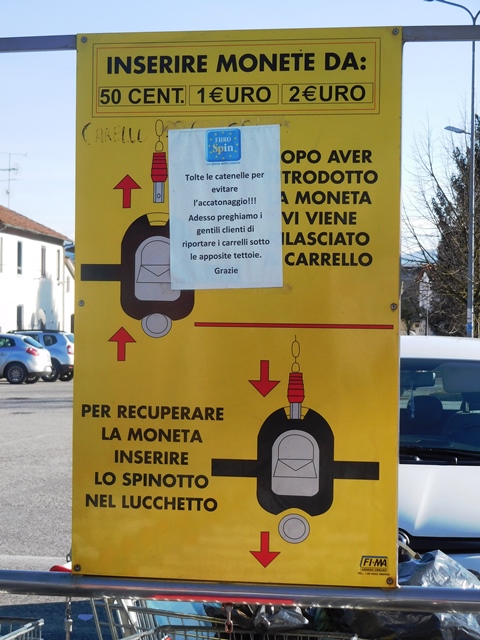 INSERIRE MONETE DA:
50 CENT. 1€URO 2€URO
CARELLI
EURO
Spin
Tolte le catenelle per
evitare
l'accatonaggio!!!
Adesso preghiamo i
gentili clienti di
riportare i carrelli sotto
le apposite tettoie.
Grazie
OPO AVER
TRODOTTO
A MONETA
VI VIENE
ILASCIATO
CARRELLO
PER RECUPERARE
LA MONETA
INSERIRE
LO SPINOTTO
NEL LUCCHETTO
FI-MA